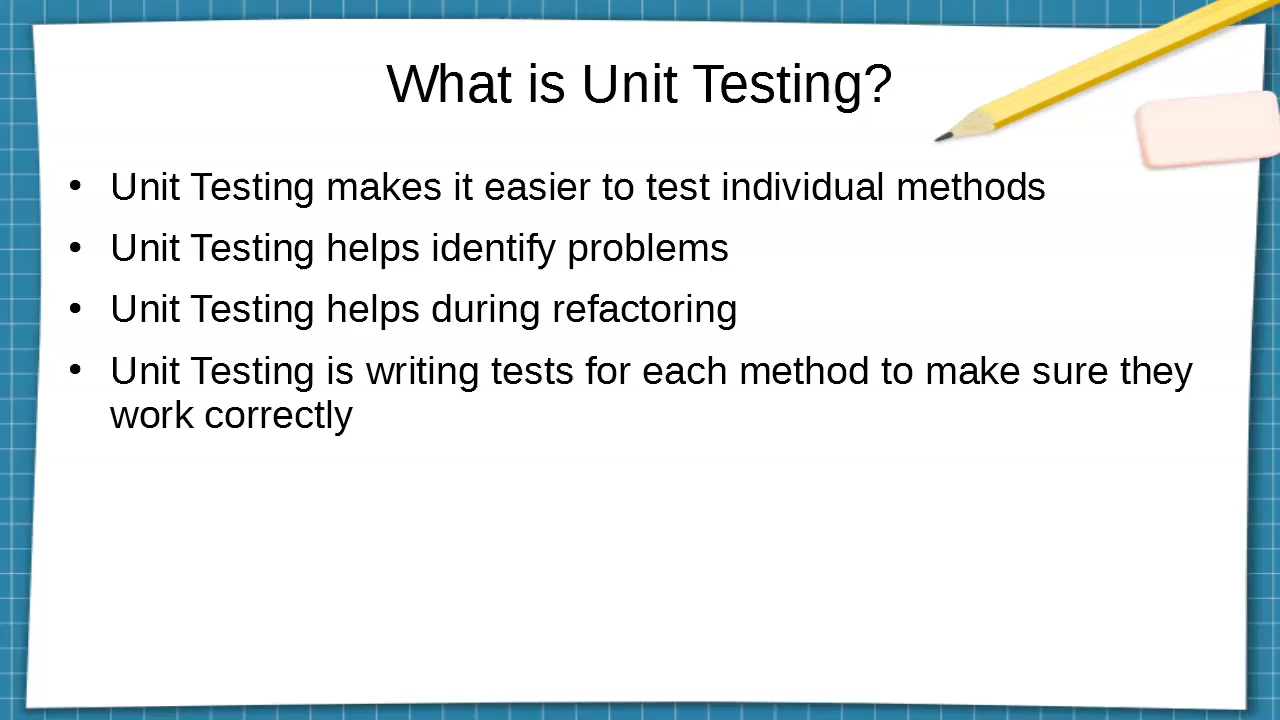 What is Unit Testing?
• Unit Testing makes it easier to test individual methods
• Unit Testing helps identify problems
• Unit Testing helps during refactoring
• Unit Testing is writing tests for each method to make sure they
work correctly